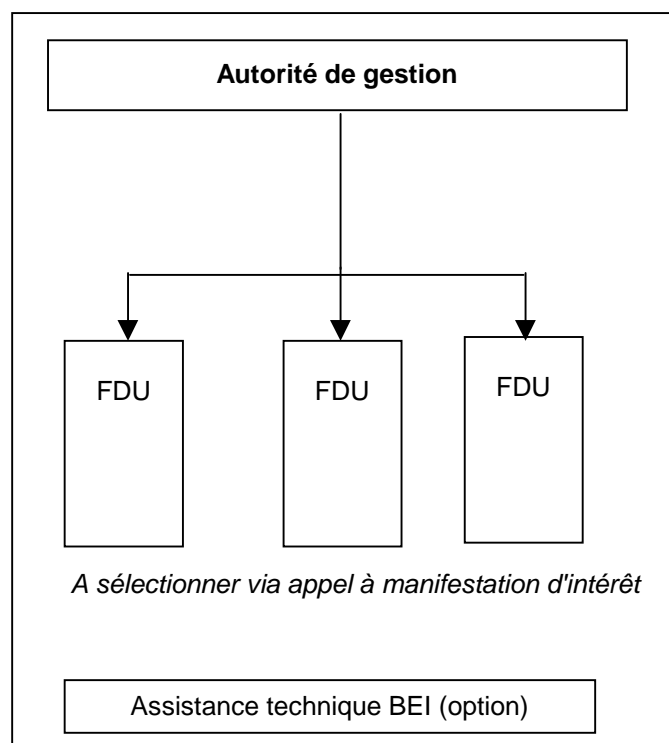 Autorité de gestion
FDU
FDU
FDU
A sélectionner via appel à manifestation d'intérêt
Assistance technique BEI (option)